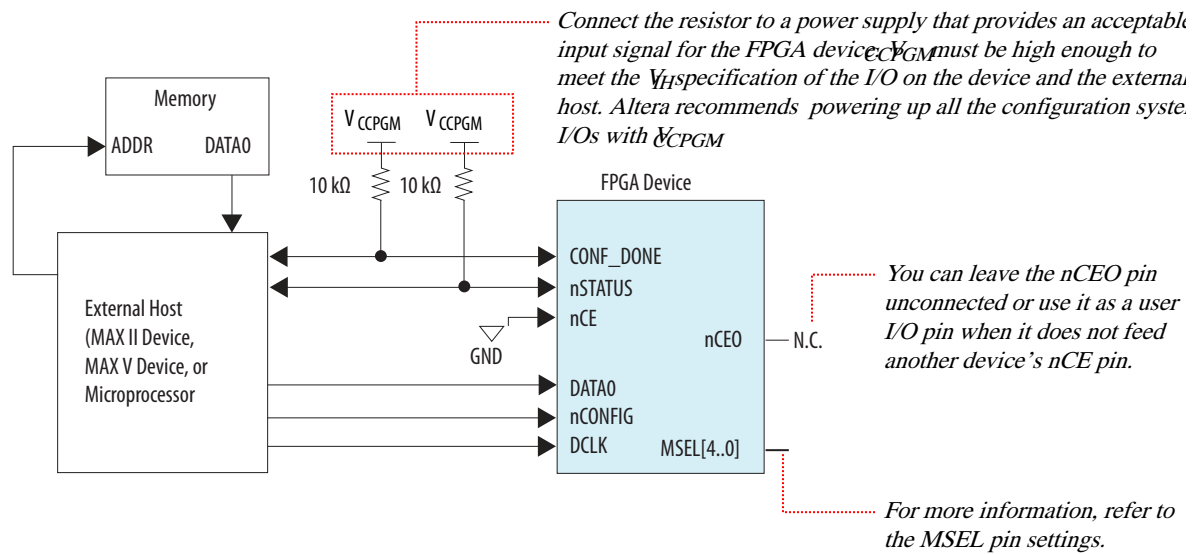 Connect the resistor to a power supply that provides an acceptable
input signal for the FPGA device. VCCPGM must be high enough to
meet the VIH specification of the I/O on the device and the external
host. Altera recommends powering up all the configuration system
I/Os with VCCPGM
Memory
ADDR DATA0
V CCPGM V CCPGM
10 kΩ 10 kΩ
FPGA Device
CONF_DONE
nSTATUS
nCE
GND
nCEO
N.C.
You can leave the nCEO pin
unconnected or use it as a user
I/O pin when it does not feed
another device's nCE pin.
External Host
(MAX II Device,
MAX V Device, or
Microprocessor
DATA0
nCONFIG
DCLK
MSEL[4..0]
For more information, refer to
the MSEL pin settings.